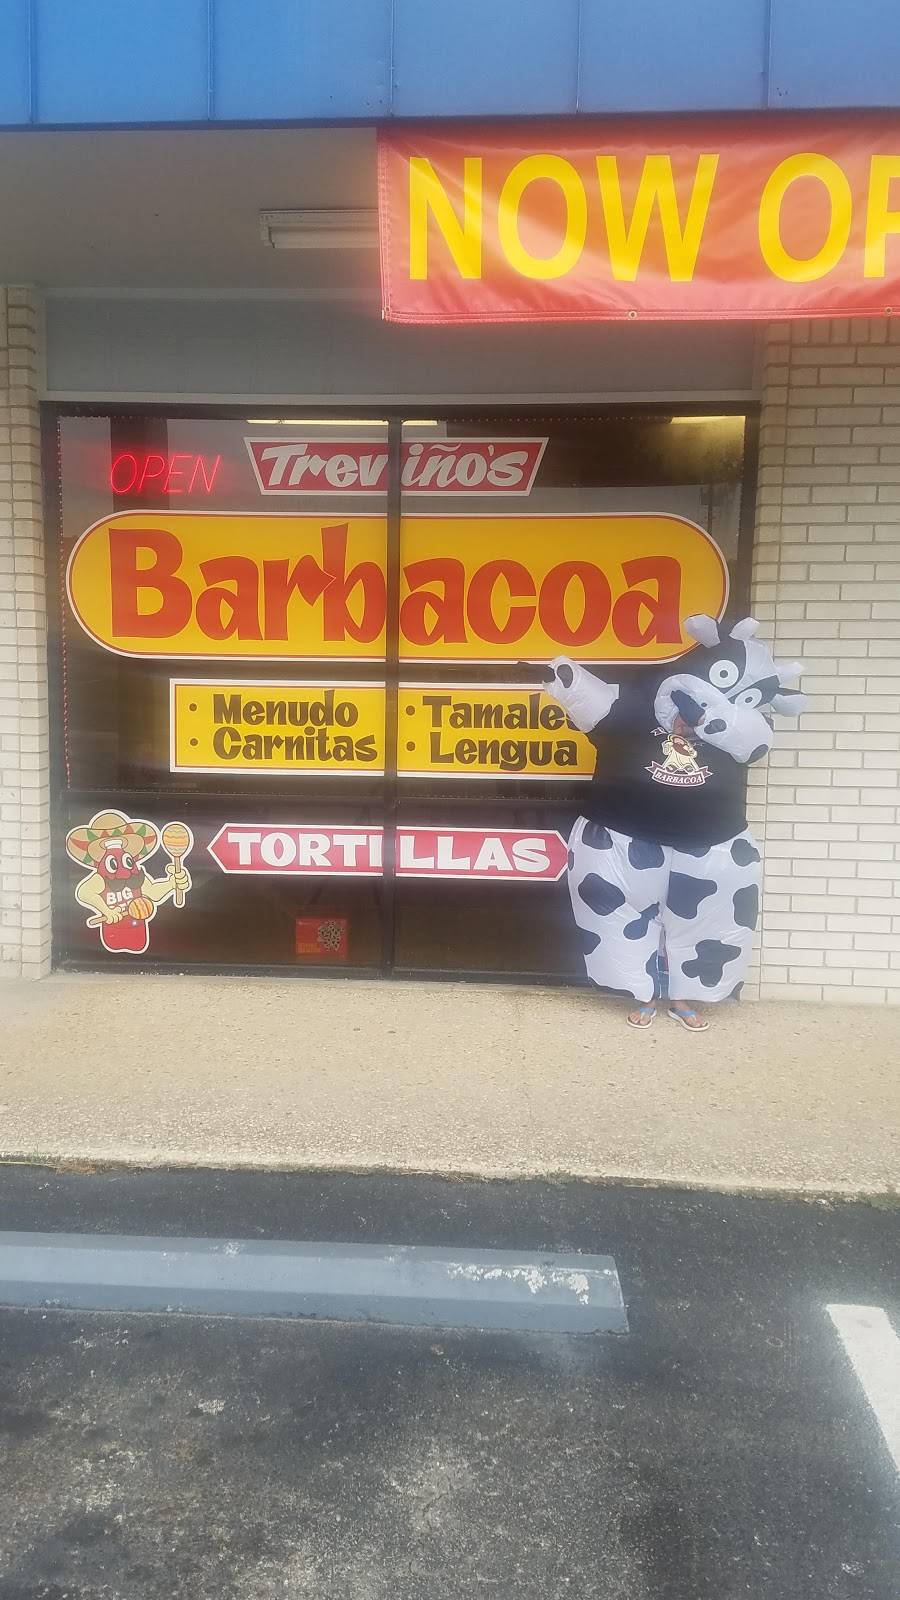 NOW OP
OPEN
Treviño's
Barbacoa
• Menudo
• Carnitas
• Tamales
• Lengua
TORTILLAS
BIG
BARBACOA